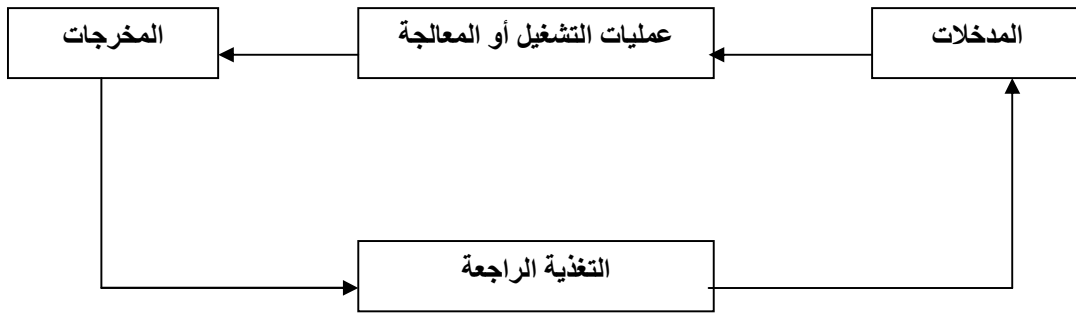 المدخلات
عمليات التشغيل أو المعالجة
المخرجات
التغذية الراجعة